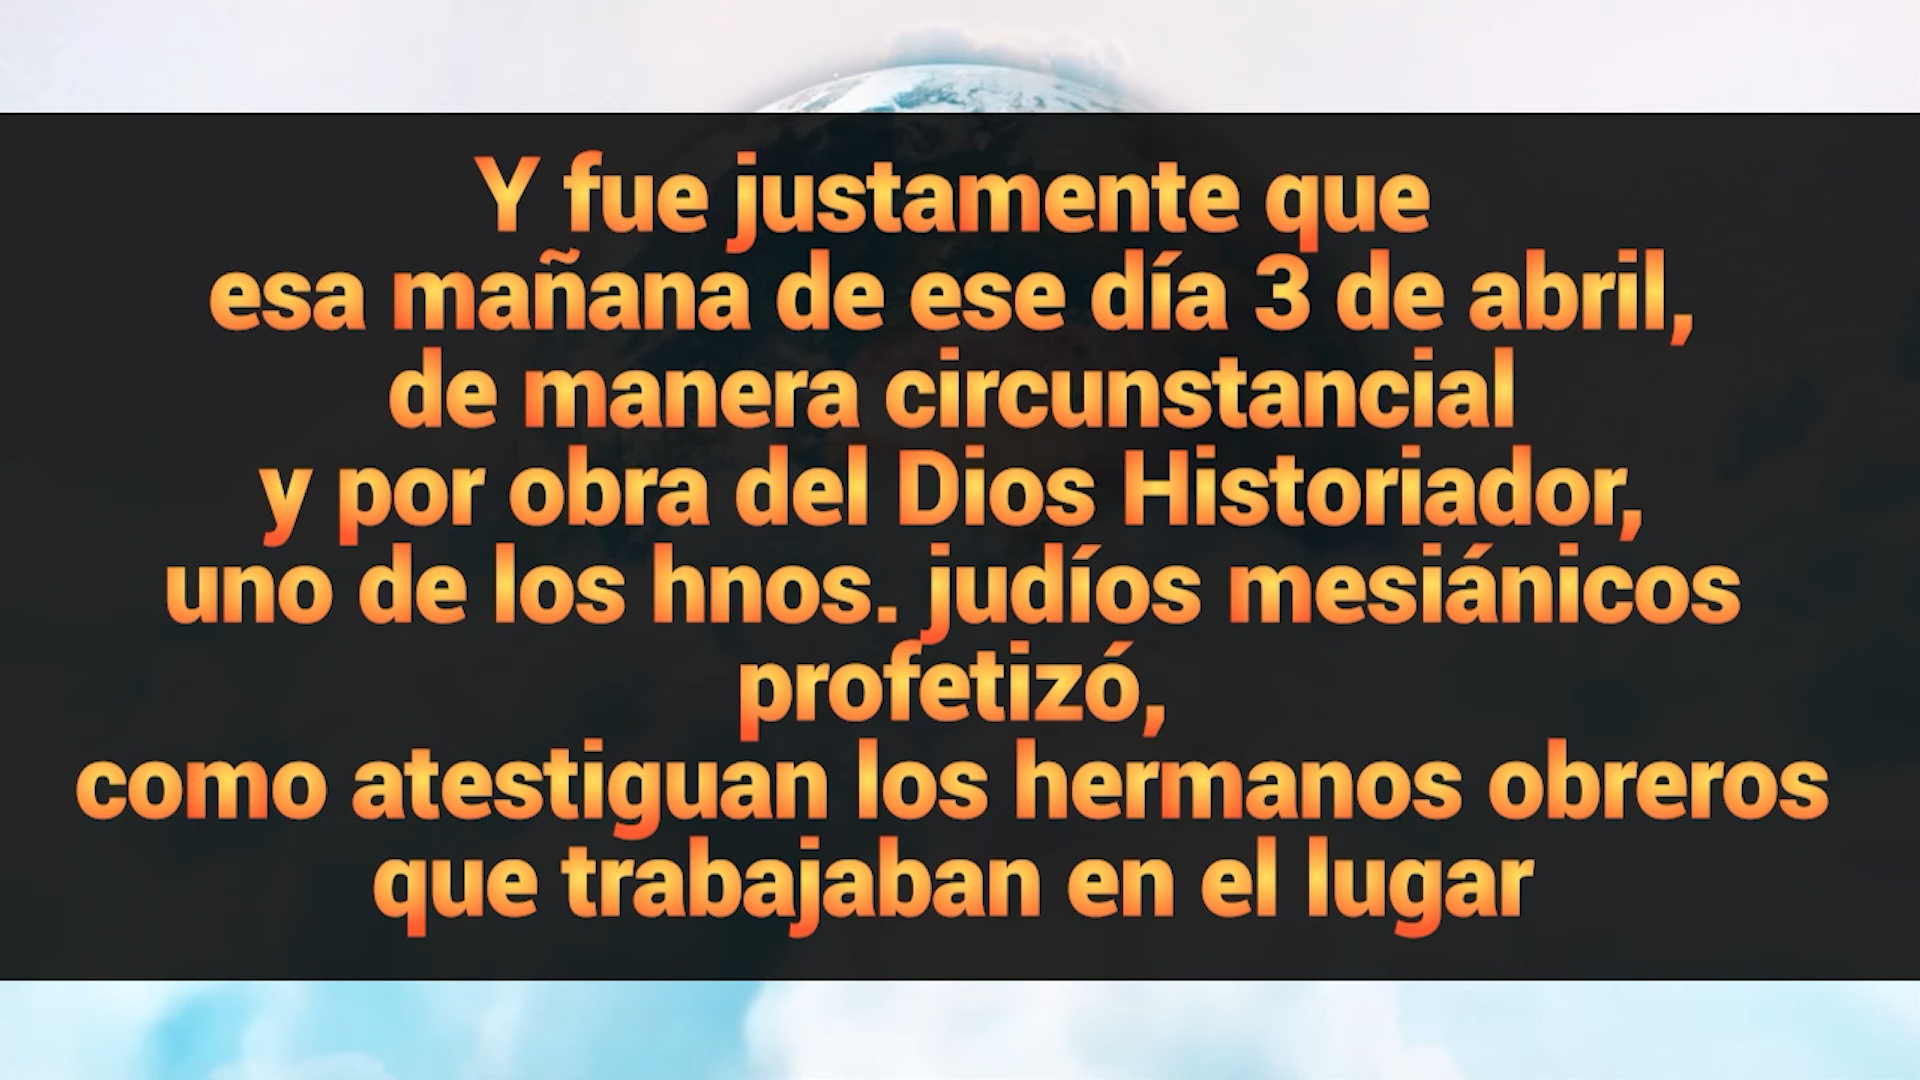 Y fue justamente que
esa mañana de ese día 3 de abril,
de manera circunstancial
y por obra del Dios Historiador,
uno de los hnos. judíos mesiánicos
profetizó,
como atestiguan los hermanos obreros
que trabajaban en el lugar